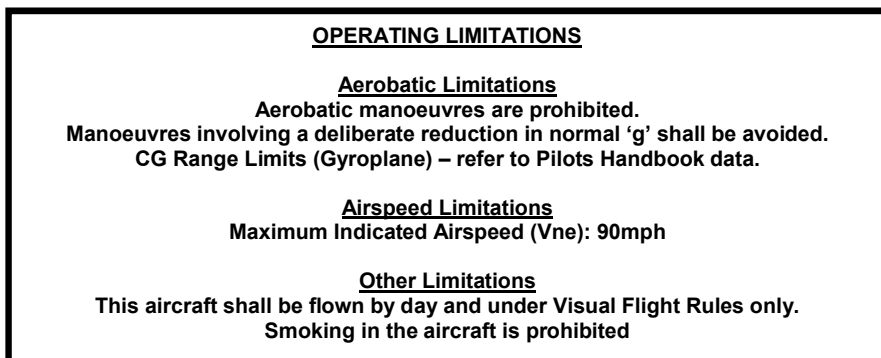 OPERATING LIMITATIONS
Aerobatic Limitations
Aerobatic manoeuvres are prohibited.
Manoeuvres involving a deliberate reduction in normal ‘g’ shall be avoided.
CG Range Limits (Gyroplane) – refer to Pilots Handbook data.
Airspeed Limitations
Maximum Indicated Airspeed (Vne): 90mph
Other Limitations
This aircraft shall be flown by day and under Visual Flight Rules only.
Smoking in the aircraft is prohibited